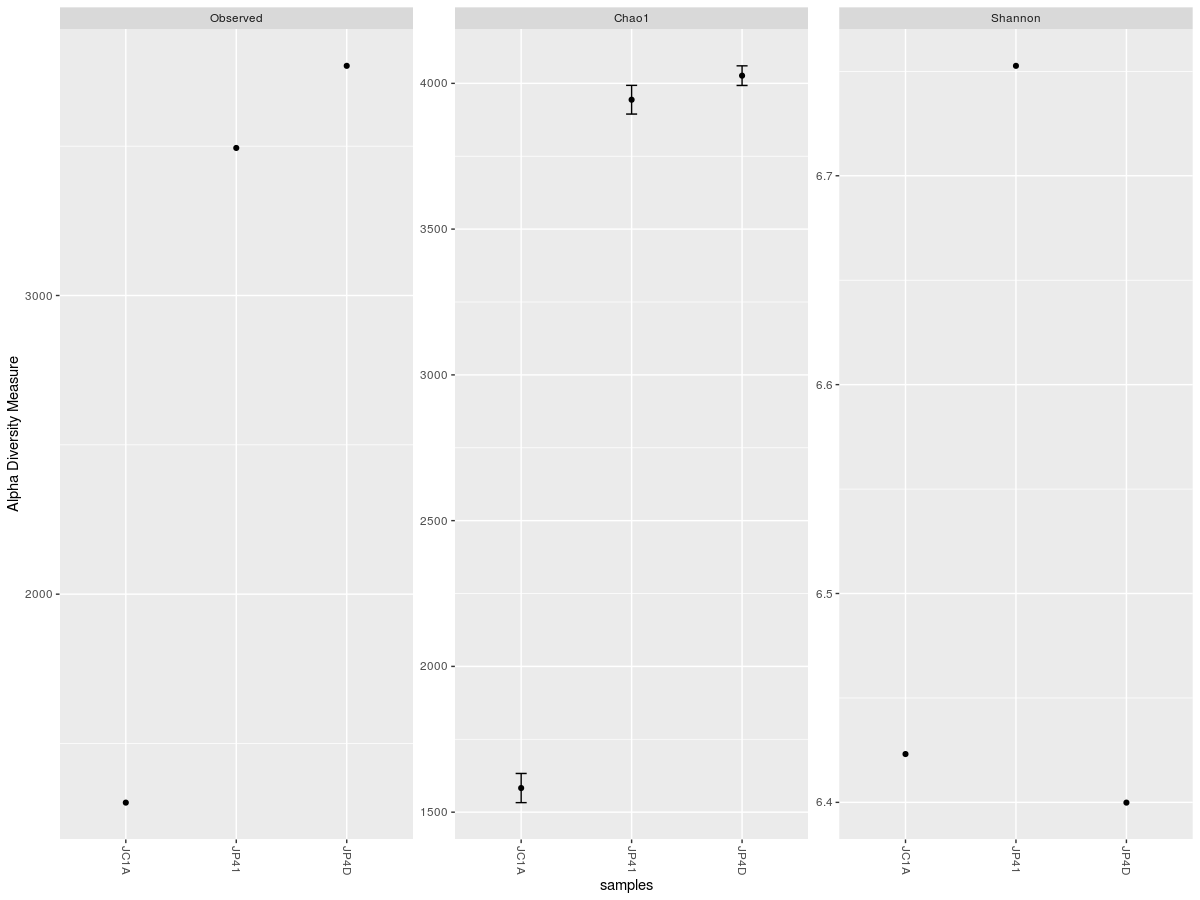 Observed
Chao1
Shannon
Alpha Diversity Measure
3000
2000
4000
3500
3000
2500
2000
1500
6.7
6.6
6.5
6.4
JC1A
JP41
JP4D
JC1A
JP41
JP4D
JC1A
JP41
JP4D
samples